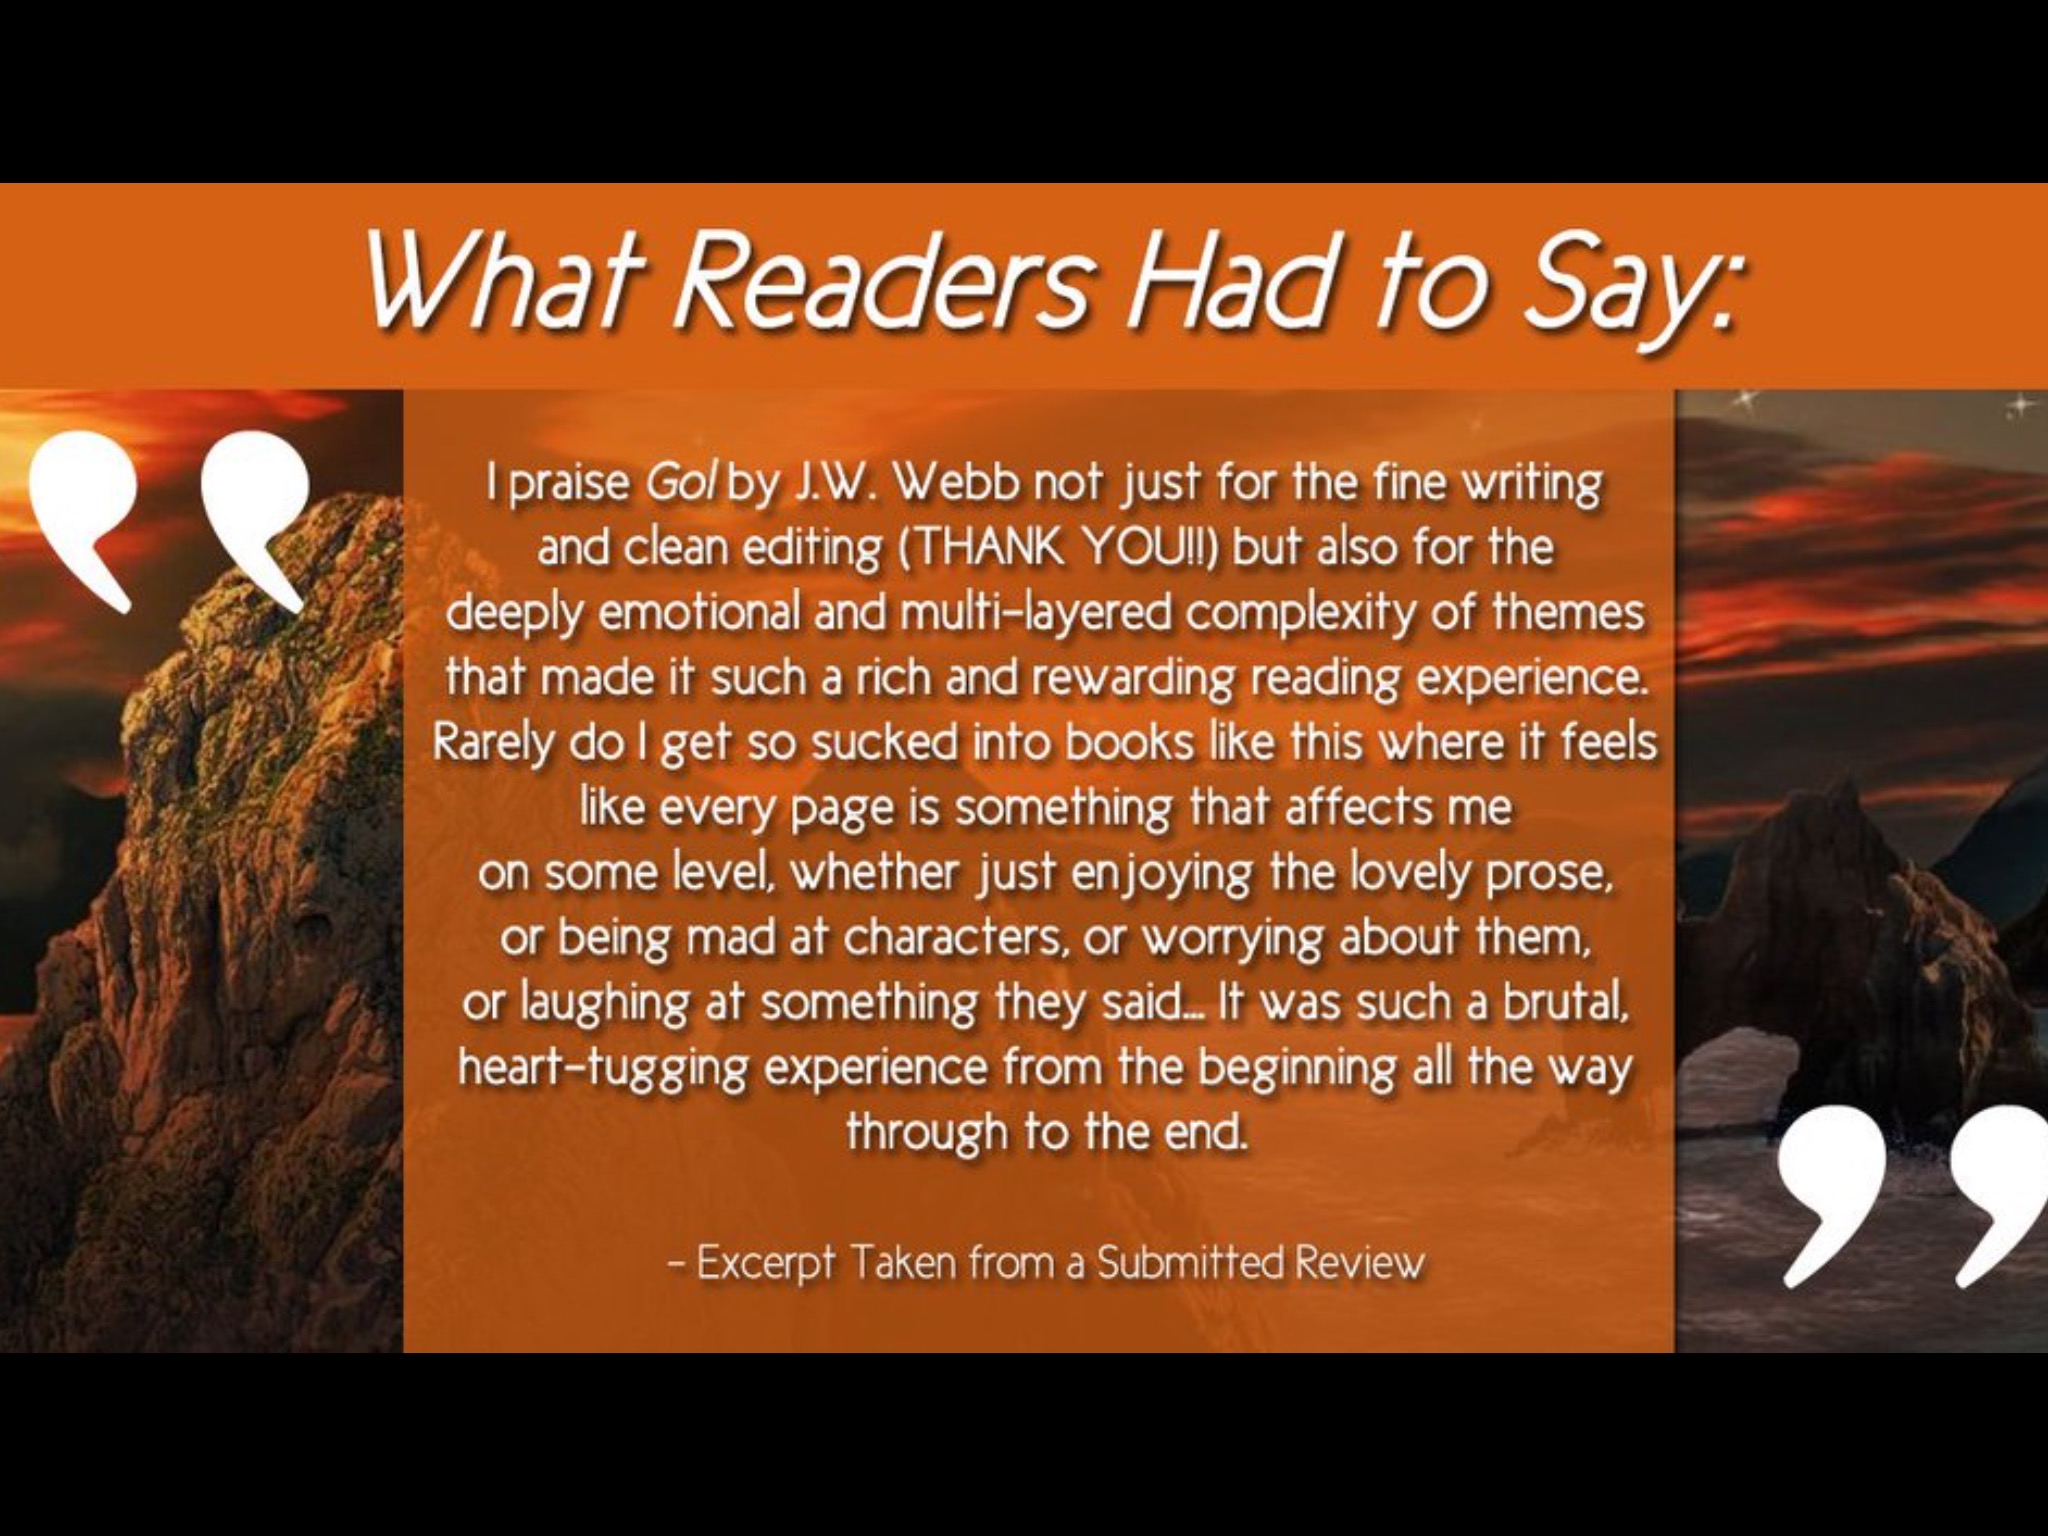 What Readers Had to Say:
I praise Gol by J.W. Webb not just for the fine writing
and clean editing (THANK YOU!!) but also for the
deeply emotional and multi-layered complexity of themes
that made it such a rich and rewarding reading experience.
Rarely do I get so sucked into books like this where it feels
like every page is something that affects me
on some level, whether just enjoying the lovely prose,
or being mad at characters, or worrying about them,
or laughing at something they said... It was such a brutal,
heart-tugging experience from the beginning all the way
through to the end.
- Excerpt Taken from a Submitted Review